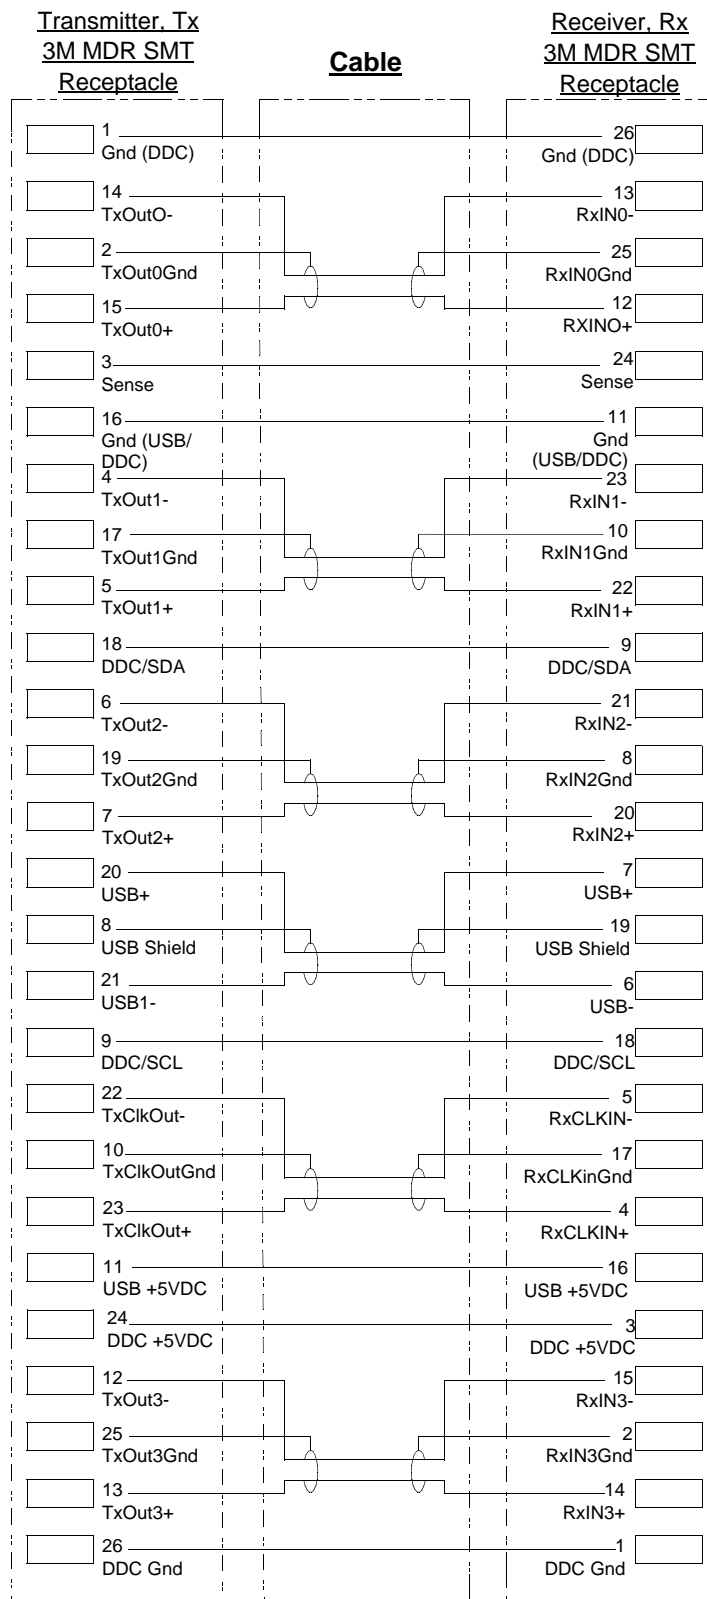 Transmitter, Tx
3M MDR SMT
Receptacle
Cable
Receiver, Rx
3M MDR SMT
Receptacle
1
Gnd (DDC)
26
Gnd (DDC)
14
TxOutO-
13
RxIN0-
2
TxOut0Gnd
25
RxIN0Gnd
15
TxOut0+
12
RXINO+
3
Sense
24
Sense
16
Gnd (USB/
DDC)
11
Gnd
(USB/DDC)
4
TxOut1-
23
RxIN1-
17
TxOut1Gnd
10
RxIN1Gnd
5
TxOut1+
22
RxIN1+
18
DDC/SDA
9
DDC/SDA
6
TxOut2-
21
RxIN2-
19
TxOut2Gnd
8
RxIN2Gnd
7
TxOut2+
20
RxIN2+
20
USB+
7
USB+
8
USB Shield
19
USB Shield
21
USB1-
6
USB-
9
DDC/SCL
18
DDC/SCL
22
TxClkOut-
5
RxCLKIN-
10
TxClkOutGnd
17
RxCLKinGnd
23
TxClkOut+
4
RxCLKIN+
11
USB +5VDC
16
USB +5VDC
24
DDC +5VDC
3
DDC +5VDC
12
TxOut3-
15
RxIN3-
25
TxOut3Gnd
2
RxIN3Gnd
13
TxOut3+
14
RxIN3+
26
DDC Gnd
1
DDC Gnd